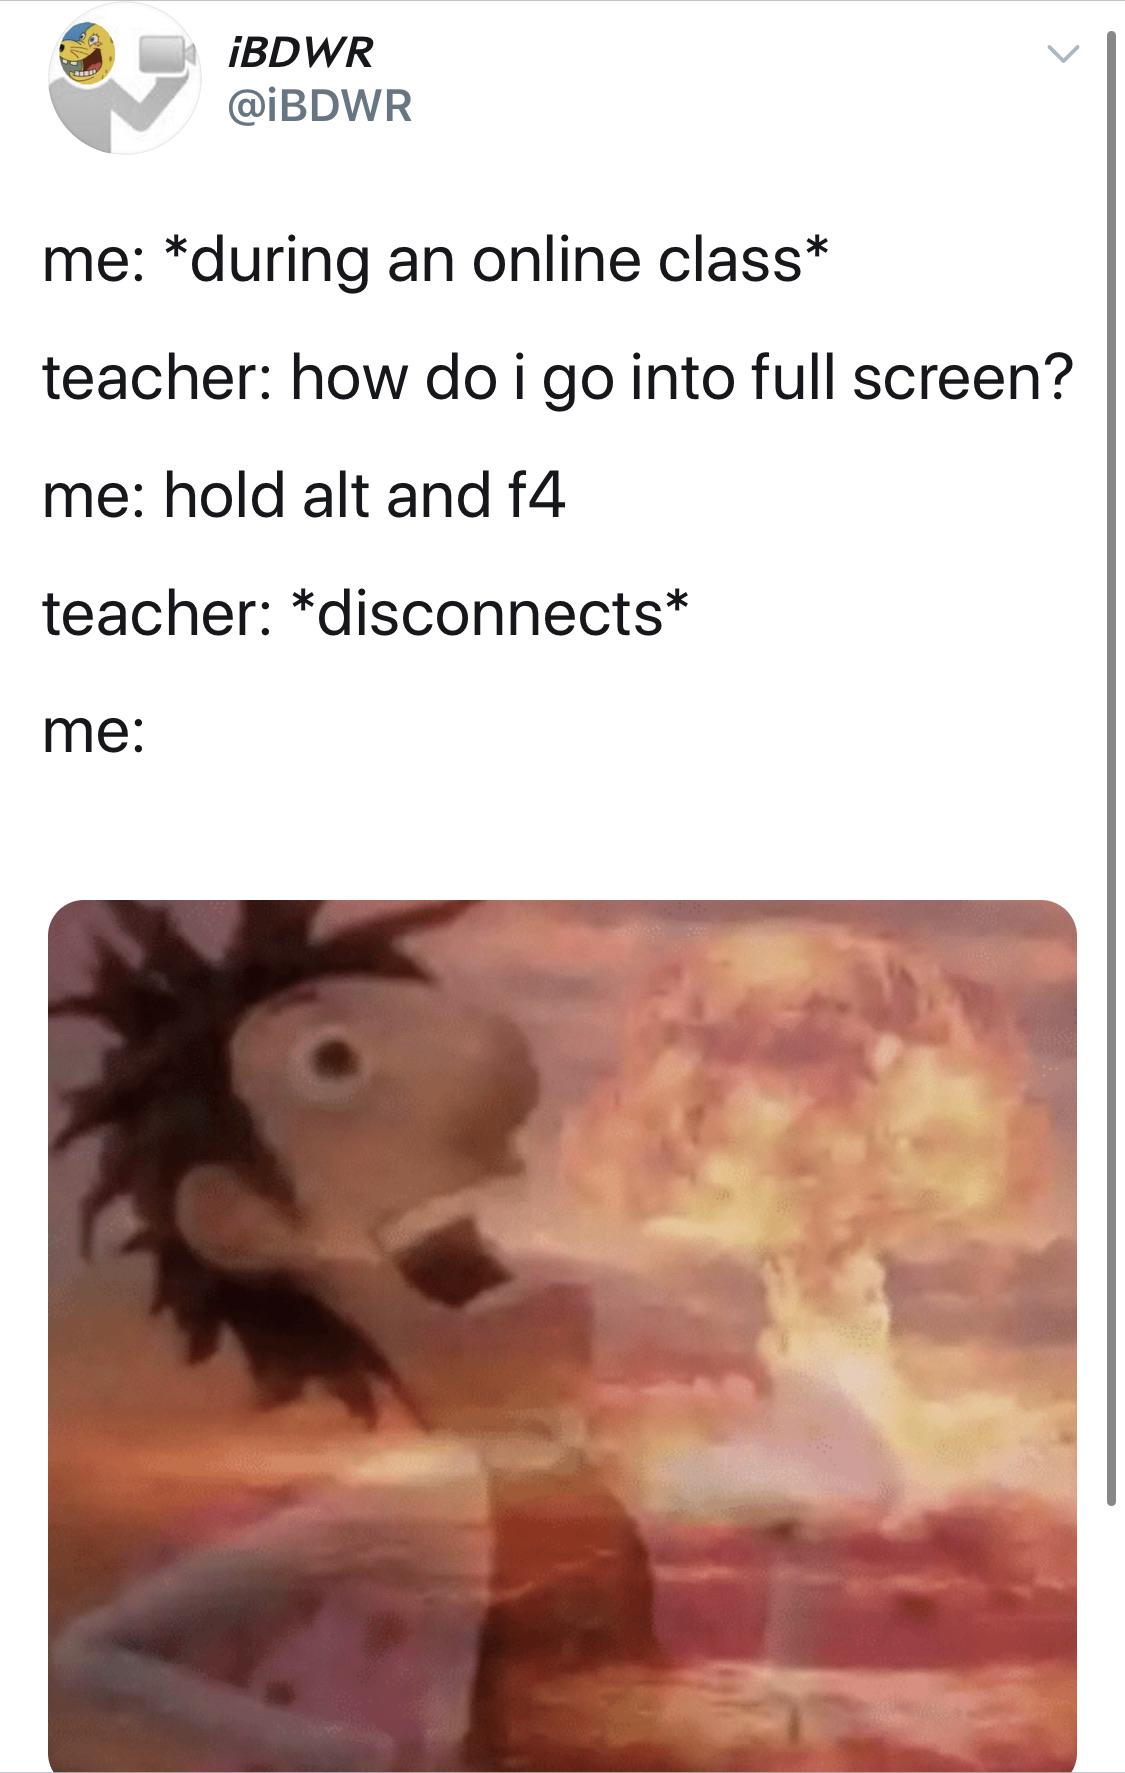 iBDWR
@iBDWR
me: *during an online class*
teacher: how do i go into full screen?
me: hold alt and f4
teacher: *disconnects*
me: